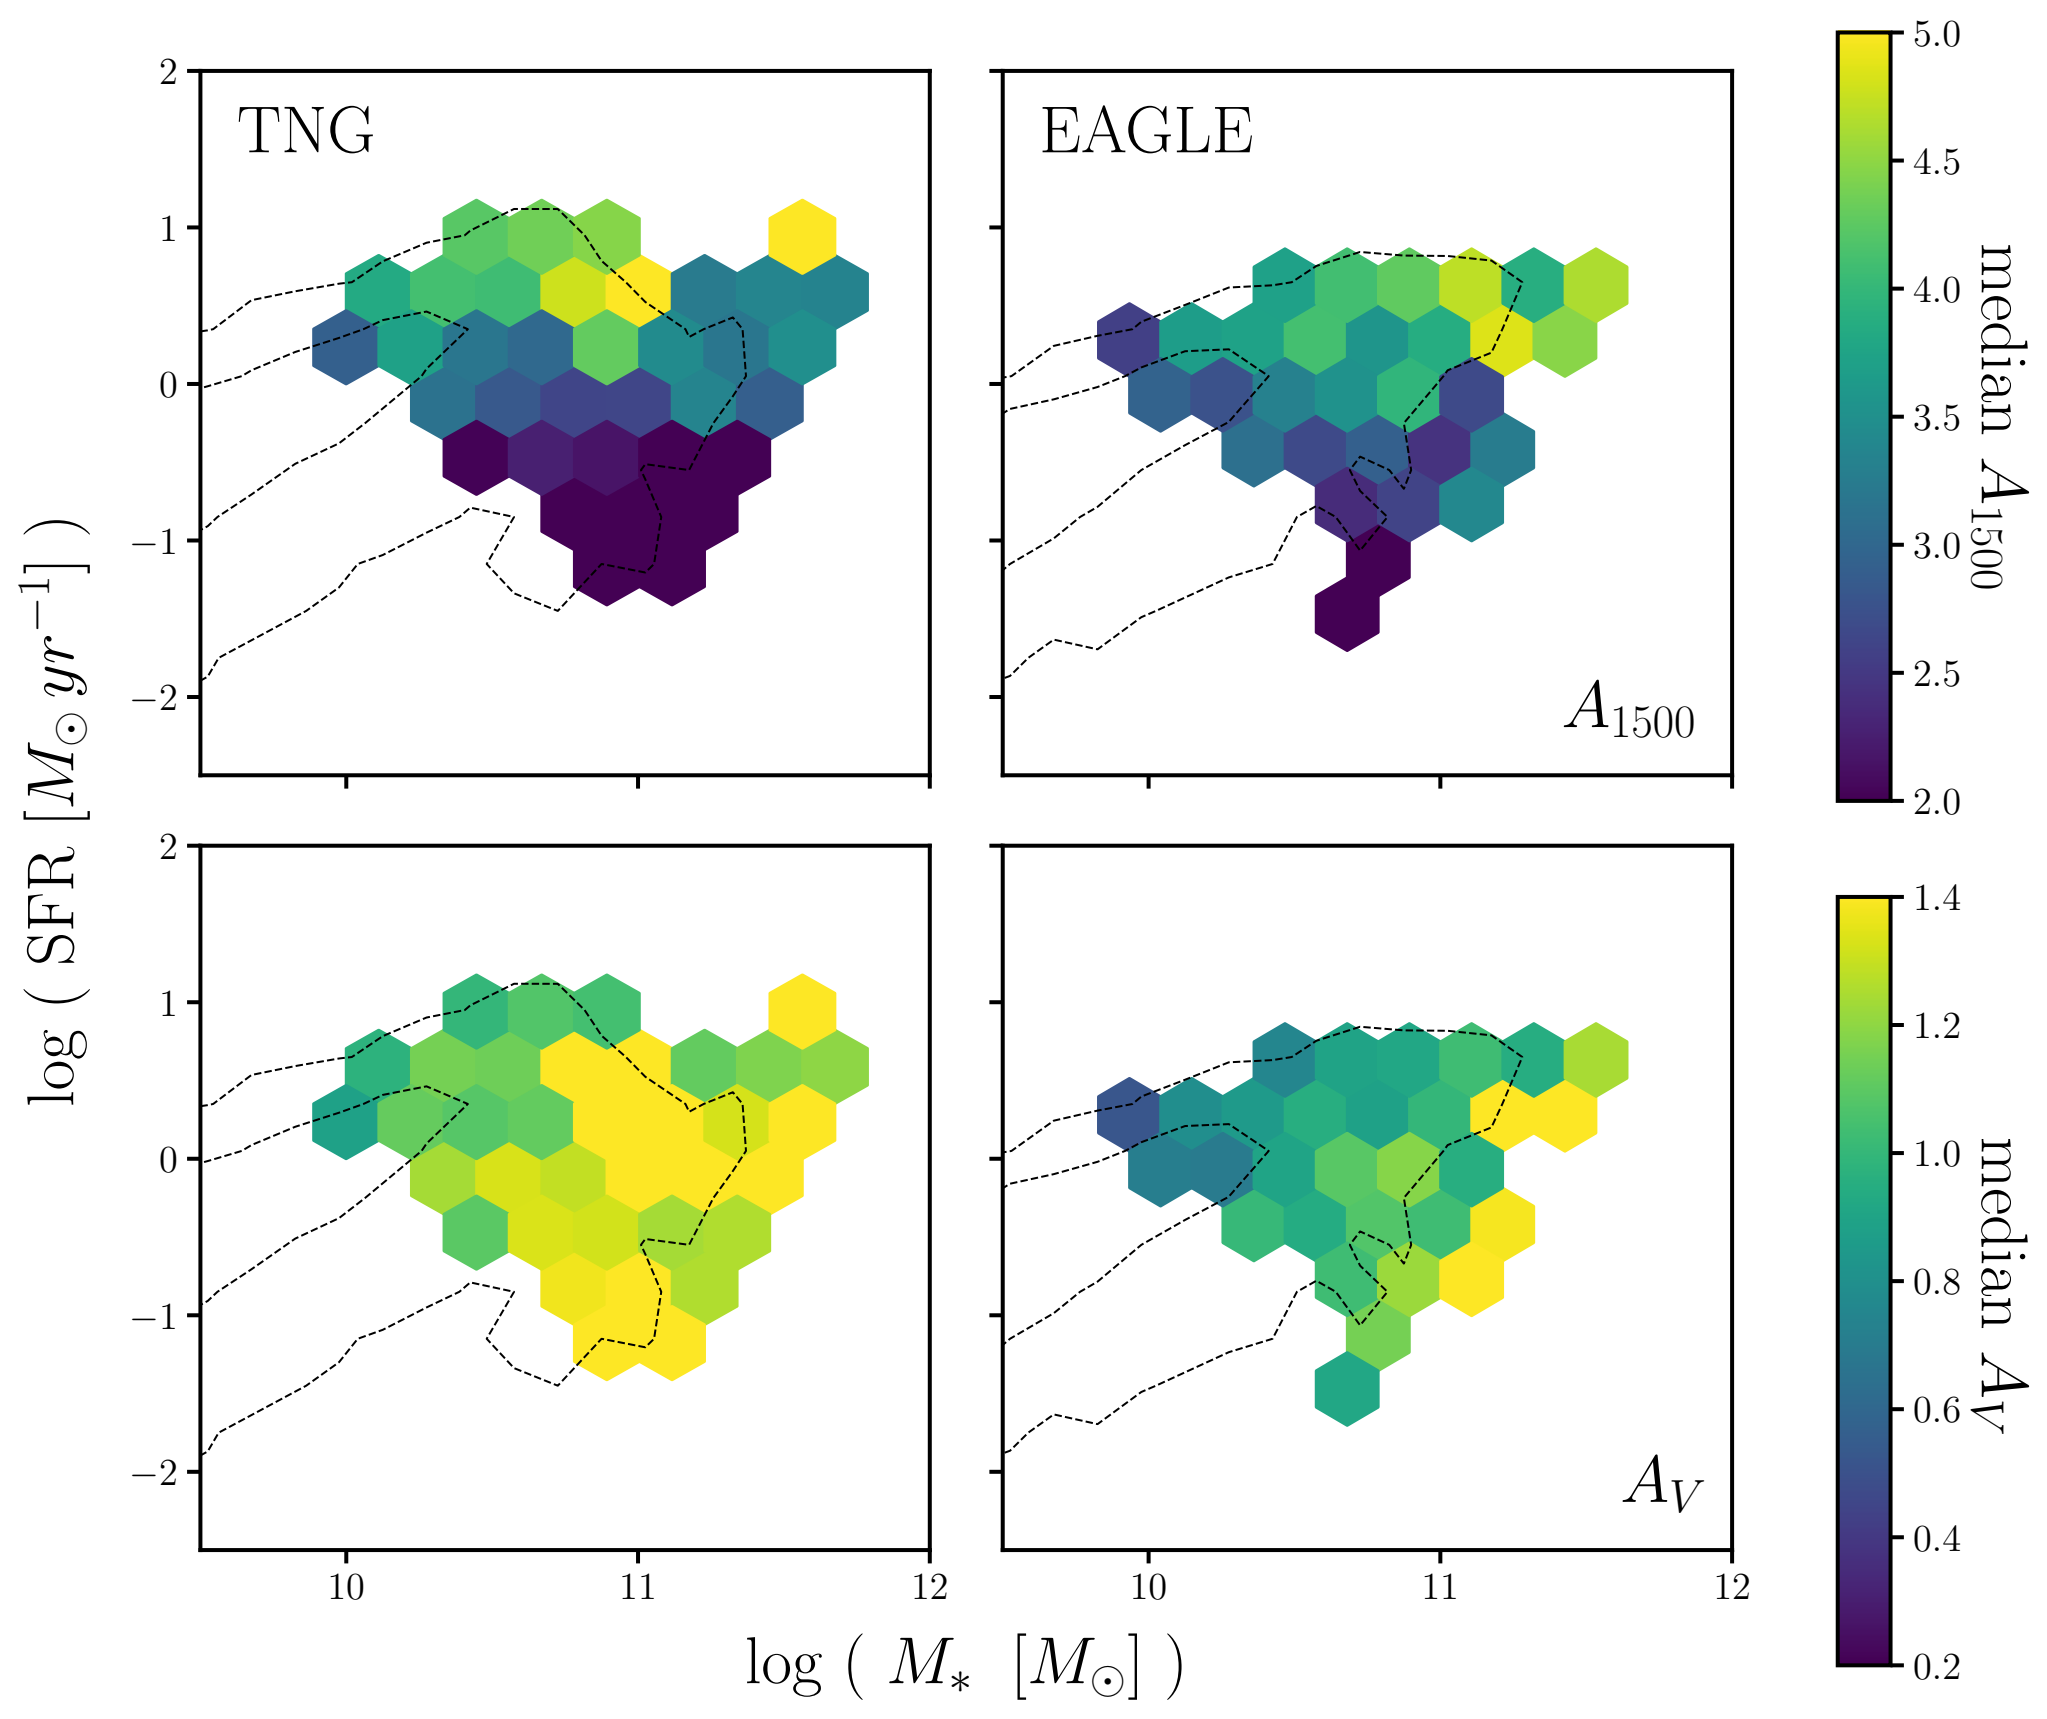 TNG
EAGLE
2
1
0
−1
−2
A₁₅₀₀
5.0
4.5
4.0
3.5
3.0
2.5
2.0
median A₁₅₀₀
log ( SFR [M⊙ yr⁻¹] )
2
1
0
−1
−2
A_V
1.4
1.2
1.0
0.8
0.6
0.4
0.2
median A_V
10 11 12
10 11 12
log ( M∗ [M⊙] )